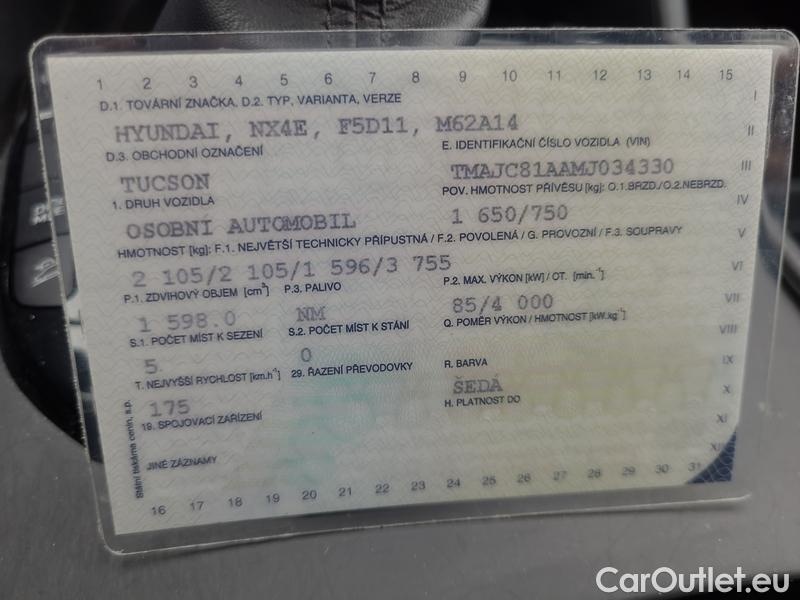 1 2 3 4 5 6 7 8 9 10 11 12 13 14 15
D.1. TOVÁRNÍ ZNAČKA, D.2. TYP, VARIANTA, VERZE I
HYUNDAI, NX4E, F5D11, M62A14 II
D.3. OBCHODNÍ OZNAČENÍ E. IDENTIFIKAČNÍ ČÍSLO VOZIDLA (VIN)
TUCSON TMAJC81AAMJ034330 III
1. DRUH VOZIDLA POV. HMOTNOST PŘÍVĚSU [kg]: O.1.BRZD./O.2.NEBRZD.
OSOBNÍ AUTOMOBIL 1 650/750 IV
HMOTNOST [kg]: F.1. NEJVĚTŠÍ TECHNICKY PŘÍPUSTNÁ / F.2. POVOLENÁ / G. PROVOZNÍ / F.3. SOUPRAVY V
2 105/2 105/1 596/3 755 VI
P.1. ZDVIHOVÝ OBJEM [cm³] P.3. PALIVO P.2. MAX. VÝKON [kW] / OT. [min.⁻¹]
1 598.0 NM 85/4 000 VII
S.1. POČET MÍST K SEZENÍ S.2. POČET MÍST K STÁNÍ Q. POMĚR VÝKON / HMOTNOST [kW.kg⁻¹]
5 0 VIII
T. NEJVYŠŠÍ RYCHLOST [km.h⁻¹] 29. ŘAZENÍ PŘEVODOVKY R. BARVA IX
175 ŠEDÁ X
19. SPOJOVACÍ ZAŘÍZENÍ H. PLATNOST DO
XI
JINÉ ZÁZNAMY
Státní tiskárna cenin, s.p.
16 17 18 19 20 21 22 23 24 25 26 27 28 29 30 31
CarOutlet.eu